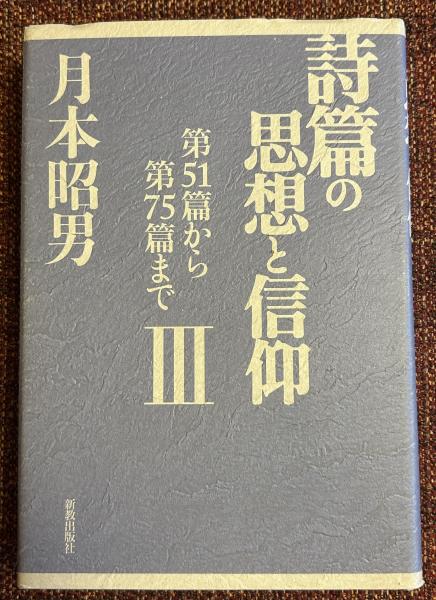 詩篇の
思想と信仰
第51篇から
第75篇まで
III
月本昭男
新教出版社